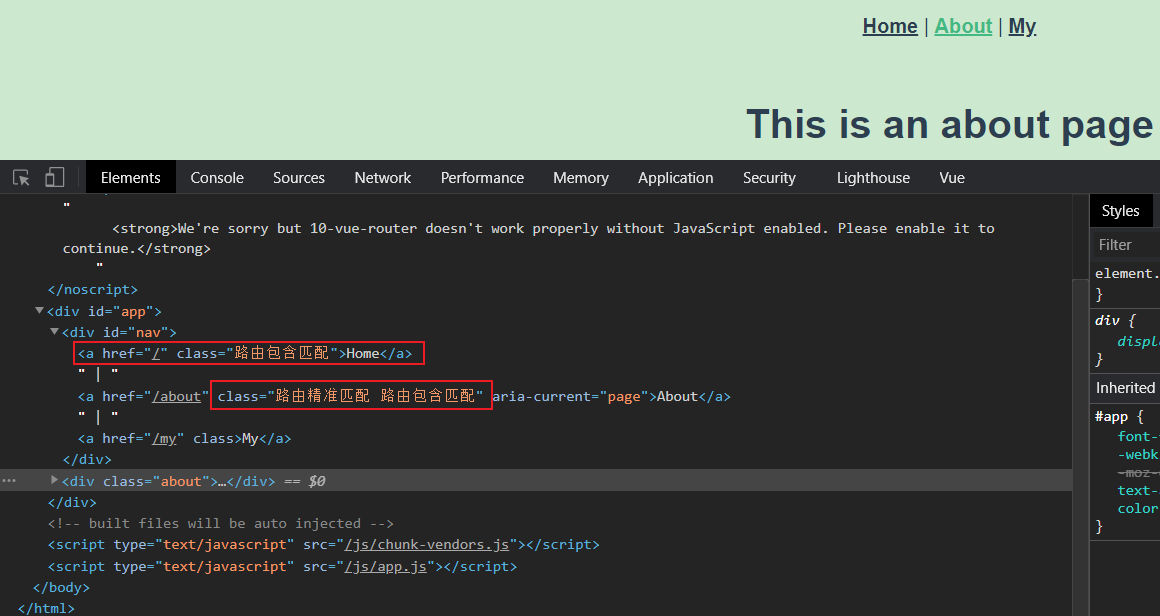 Home | About | My
This is an about page
Elements Console Sources Network Performance Memory Application Security Lighthouse Vue
"
<strong>We're sorry but 10-vue-router doesn't work properly without JavaScript enabled. Please enable it to
continue.</strong>
"
</noscript>
<div id="app">
<div id="nav">
<a href="/" class="路由包含匹配">Home</a>
" | "
<a href="/about" class="路由精准匹配 路由包含匹配" aria-current="page">About</a>
" | "
<a href="/my" class>My</a>
</div>
<div class="about">…</div> == $0
</div>
<!-- built files will be auto injected -->
<script type="text/javascript" src="/js/chunk-vendors.js"></script>
<script type="text/javascript" src="/js/app.js"></script>
</body>
</html>
Styles
Filter
element.
}
div {
displ
}
Inherited
#app {
font-
-webk
-moz-
text-
color
}